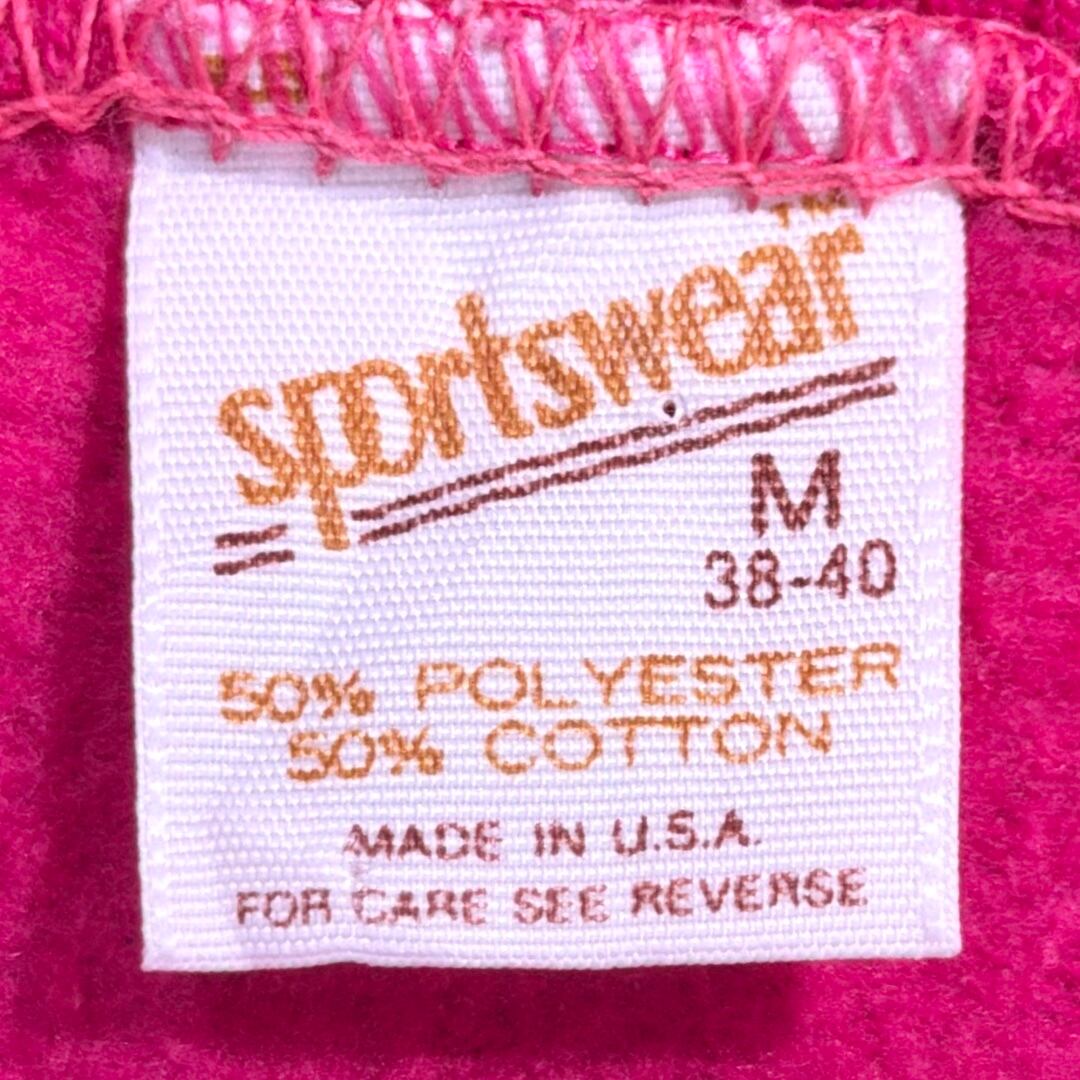 sportswear
M
38-40
50% POLYESTER
50% COTTON
MADE IN U.S.A.
FOR CARE SEE REVERSE